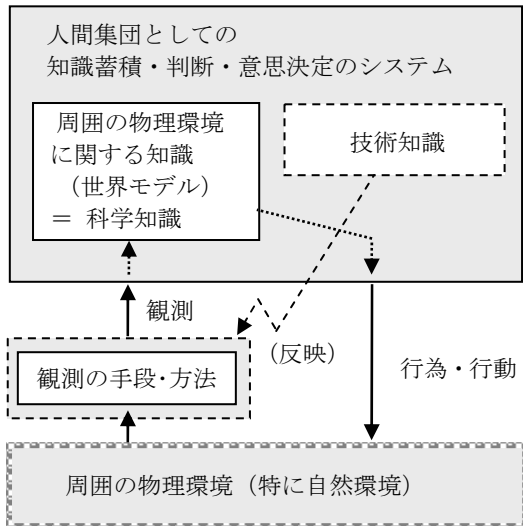 人間集団としての
知識蓄積・判断・意思決定のシステム
周囲の物理環境
に関する知識
（世界モデル）
＝ 科学知識
技術知識
観測
（反映）
観測の手段・方法
行為・行動
周囲の物理環境（特に自然環境）